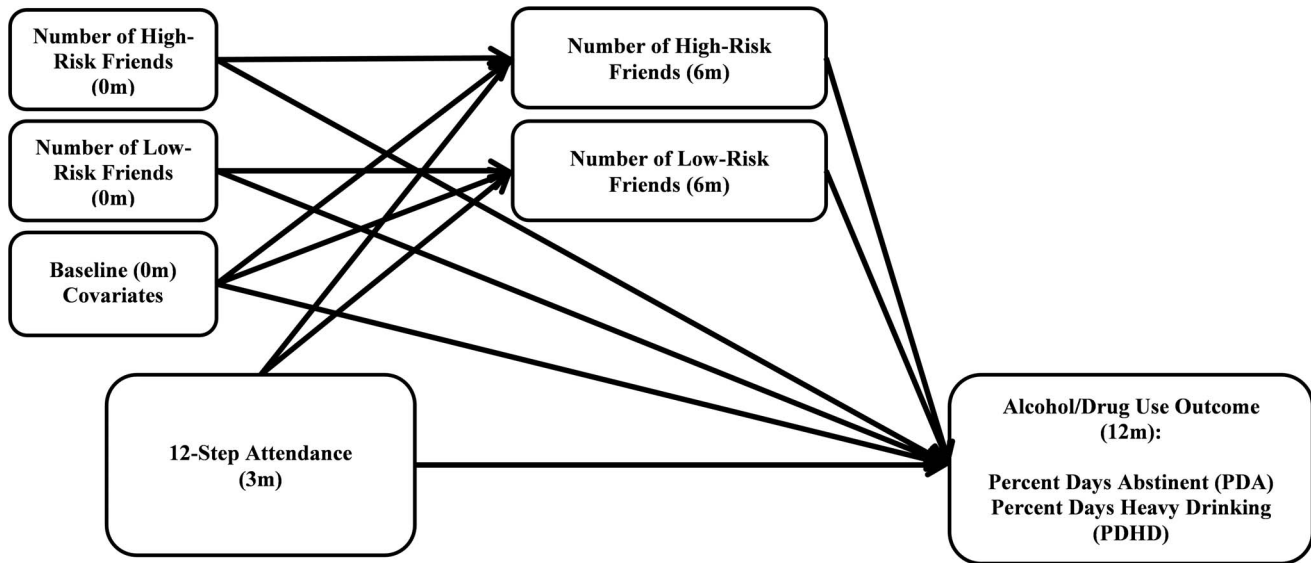 Number of High-
Risk Friends
(0m)
Number of High-Risk
Friends (6m)
Number of Low-
Risk Friends
(0m)
Number of Low-Risk
Friends (6m)
Baseline (0m)
Covariates
12-Step Attendance
(3m)
Alcohol/Drug Use Outcome
(12m):
Percent Days Abstinent (PDA)
Percent Days Heavy Drinking
(PDHD)